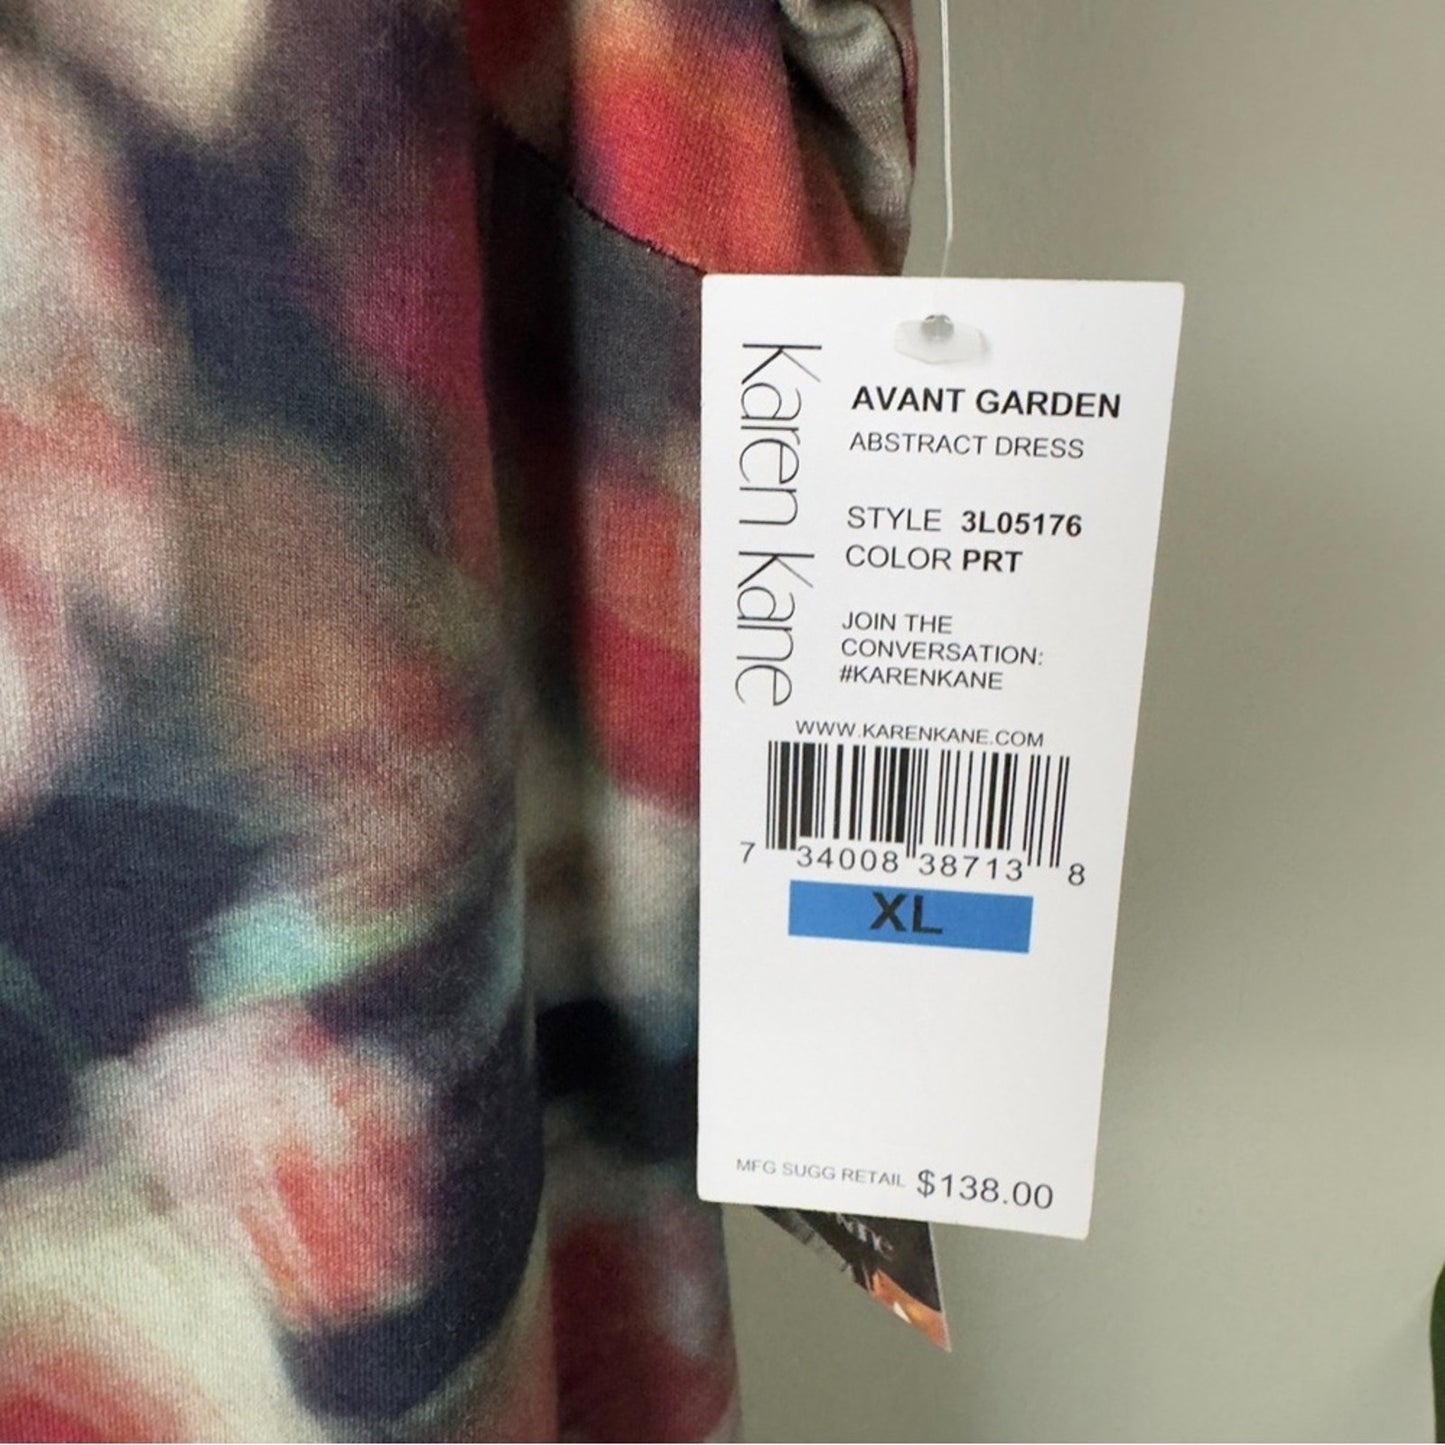 Karen Kane
AVANT GARDEN
ABSTRACT DRESS
STYLE 3L05176
COLOR PRT
JOIN THE
CONVERSATION:
#KARENKANE
WWW.KARENKANE.COM
7 34008 38713 8
XL
MFG SUGG RETAIL $138.00